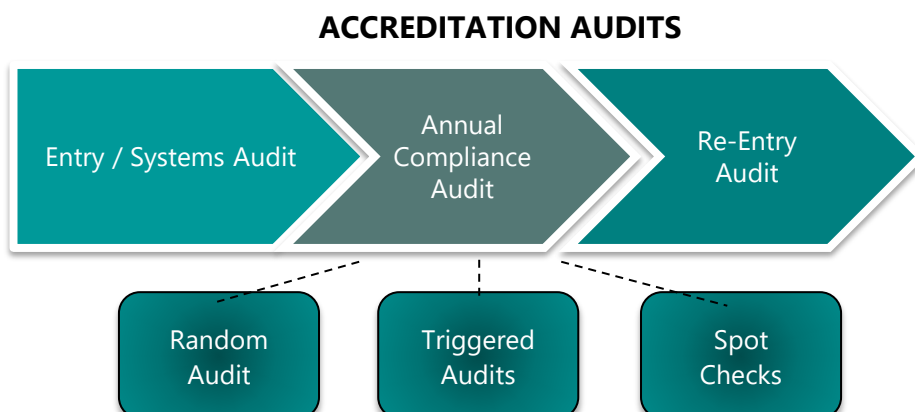 ACCREDITATION AUDITS
Entry / Systems Audit
Annual
Compliance
Audit
Re-Entry
Audit
Random
Audit
Triggered
Audits
Spot
Checks